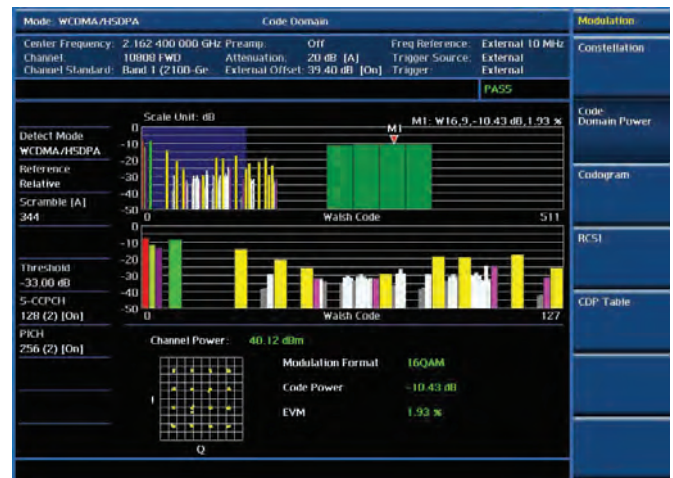 Mode: WCDMA/HSDPA Code Domain Modulation
Center Frequency: 2.162 400 000 GHz Preamp: Off Freq Reference: External 10 MHz
Channel: 10808 FWD Attenuation: 20 dB [A] Trigger Source: External
Channel Standard: Band 1 (2100-Ge External Offset: 39.40 dB [On] Trigger: External
Constellation
PASS
Scale Unit: dB
M1: W16,9,-10.43 dB,1.93 %
M1
Code
Domain Power
Detect Mode
WCDMA/HSDPA
Reference
Relative
Scramble [A]
344
0
-10
-20
-30
-40
-50
0 Walsh Code 511
Codogram
RCSI
Threshold
-33.00 dB
S-CCPCH
128 (2) [On]
0
-10
-20
-30
-40
-50
0 Walsh Code 127
CDP Table
PICH
256 (2) [On]
Channel Power: 40.12 dBm
Modulation Format 16QAM
Code Power -10.43 dB
EVM 1.93 %
I
Q